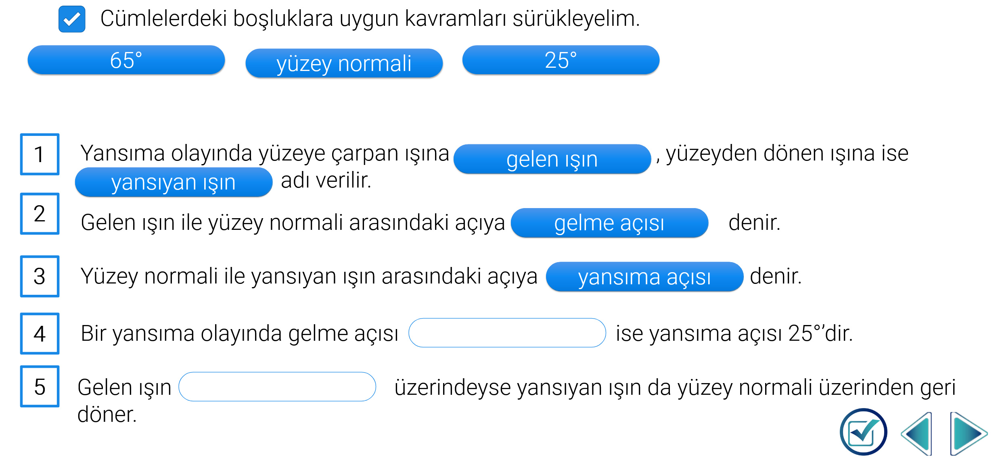 Cümlelerdeki boşluklara uygun kavramları sürükleyelim.
65° yüzey normali 25°
1 Yansıma olayında yüzeye çarpan ışına gelen ışın , yüzeyden dönen ışına ise
yansıyan ışın adı verilir.
2 Gelen ışın ile yüzey normali arasındaki açıya gelme açısı denir.
3 Yüzey normali ile yansıyan ışın arasındaki açıya yansıma açısı denir.
4 Bir yansıma olayında gelme açısı ise yansıma açısı 25°’dir.
5 Gelen ışın üzerindeyse yansıyan ışın da yüzey normali üzerinden geri
döner.